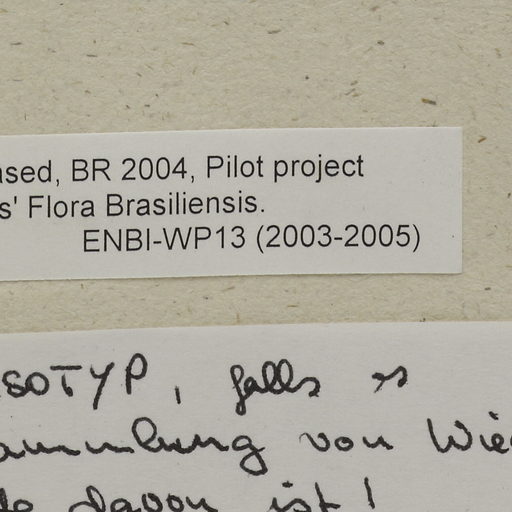 ased, BR 2004, Pilot project
s' Flora Brasiliensis.
ENBI-WP13 (2003-2005)
SOTYP, falls es
ammlung von Wie
davon ist!